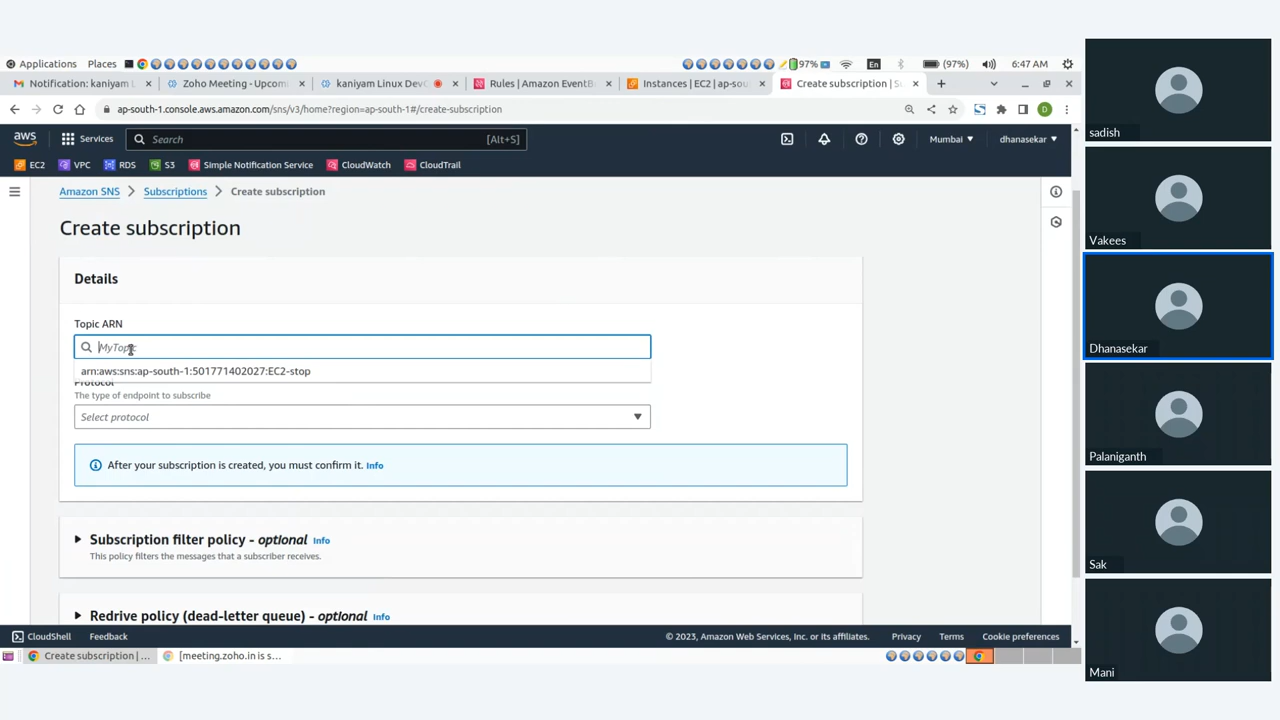 Applications Places 97% En (97%) 6:47 AM
Notification: kaniyam L Zoho Meeting - Upcomi kaniyam Linux DevO Rules | Amazon EventB Instances | EC2 | ap-sou Create subscription | S
ap-south-1.console.aws.amazon.com/sns/v3/home?region=ap-south-1#/create-subscription D
aws Services Search [Alt+S] Mumbai dhanasekar
EC2 VPC RDS S3 Simple Notification Service CloudWatch CloudTrail
Amazon SNS Subscriptions Create subscription
Create subscription
Details
Topic ARN
MyTopic
arn:aws:sns:ap-south-1:501771402027:EC2-stop
Protocol
The type of endpoint to subscribe
Select protocol
After your subscription is created, you must confirm it. Info
Subscription filter policy - optional Info
This policy filters the messages that a subscriber receives.
Redrive policy (dead-letter queue) - optional Info
CloudShell Feedback © 2023, Amazon Web Services, Inc. or its affiliates. Privacy Terms Cookie preferences
Create subscription | ... [meeting.zoho.in is s...
sadish
Vakees
Dhanasekar
Palaniganth
Sak
Mani